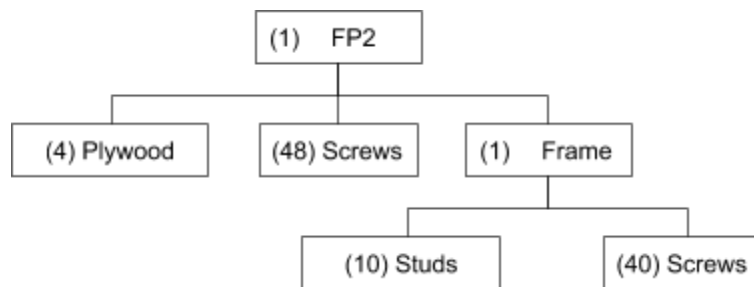 (1) FP2
(4) Plywood
(48) Screws
(1) Frame
(10) Studs
(40) Screws